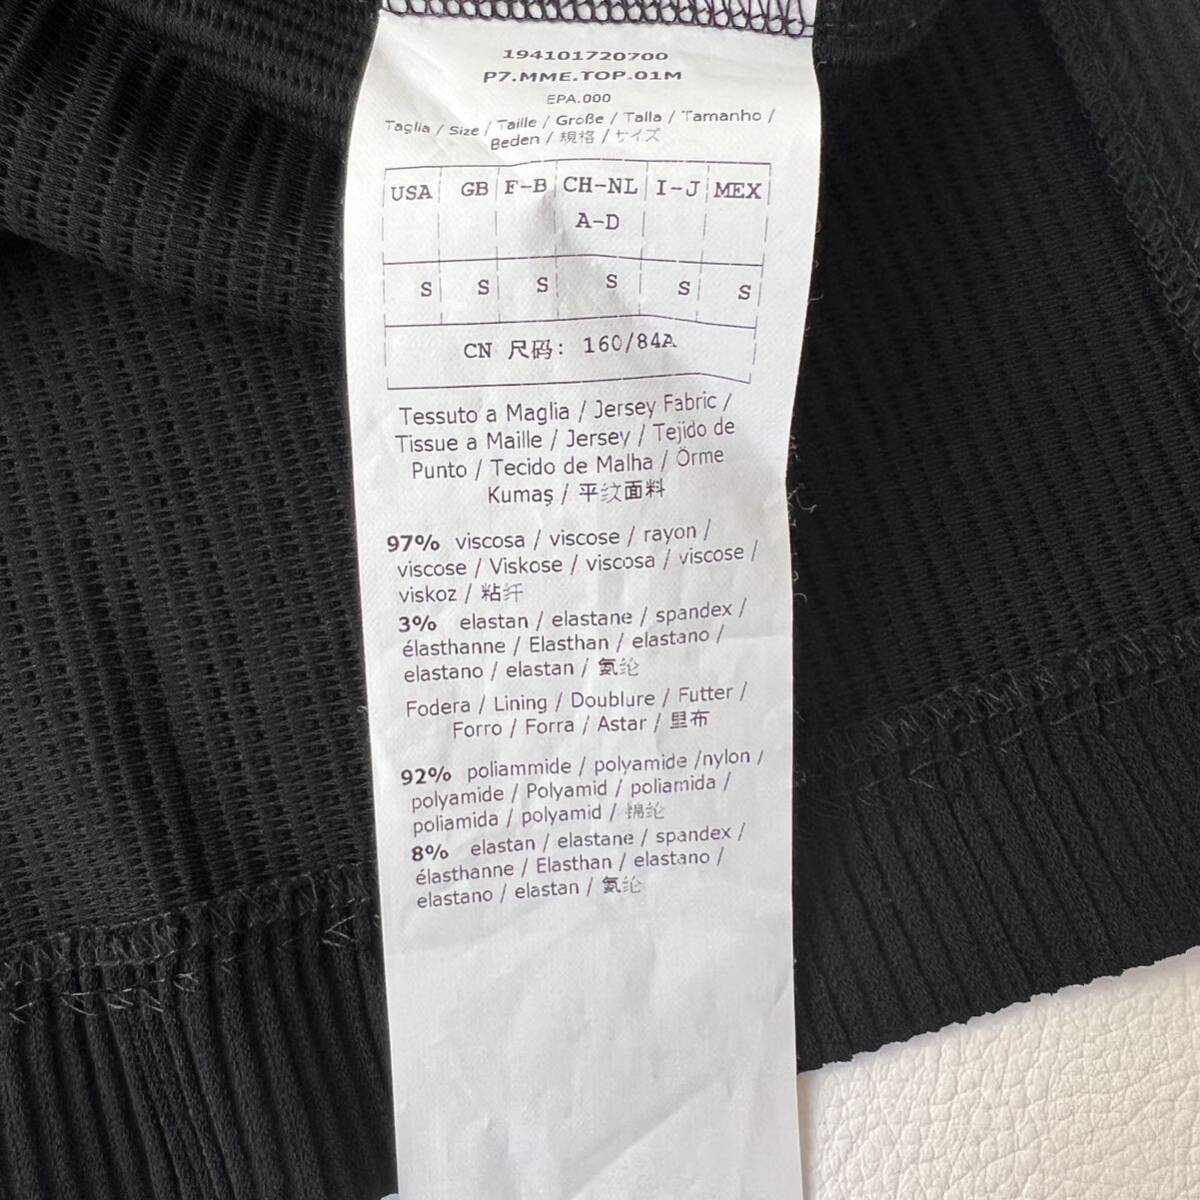 194101720700
P7.MME.TOP.01M
EPA.000
Taglia / Size / Taille / Größe / Talla / Tamanho /
Beden / 規格 / サイズ
USA GB F-B CH-NL I-J MEX
A-D
S S S S S S
CN 尺码: 160/84A
Tessuto a Maglia / Jersey Fabric /
Tissue a Maille / Jersey / Tejido de
Punto / Tecido de Malha / Örme
Kumaş / 平纹面料
97% viscosa / viscose / rayon /
viscose / Viskose / viscosa / viscose /
viskoz / 粘纤
3% elastan / elastane / spandex /
élasthanne / Elasthan / elastano /
elastano / elastan / 氨纶
Fodera / Lining / Doublure / Futter /
Forro / Forra / Astar / 里布
92% poliammide / polyamide /nylon /
polyamide / Polyamid / poliamida /
poliamida / polyamid / 锦纶
8% elastan / elastane / spandex /
élasthanne / Elasthan / elastano /
elastano / elastan / 氨纶